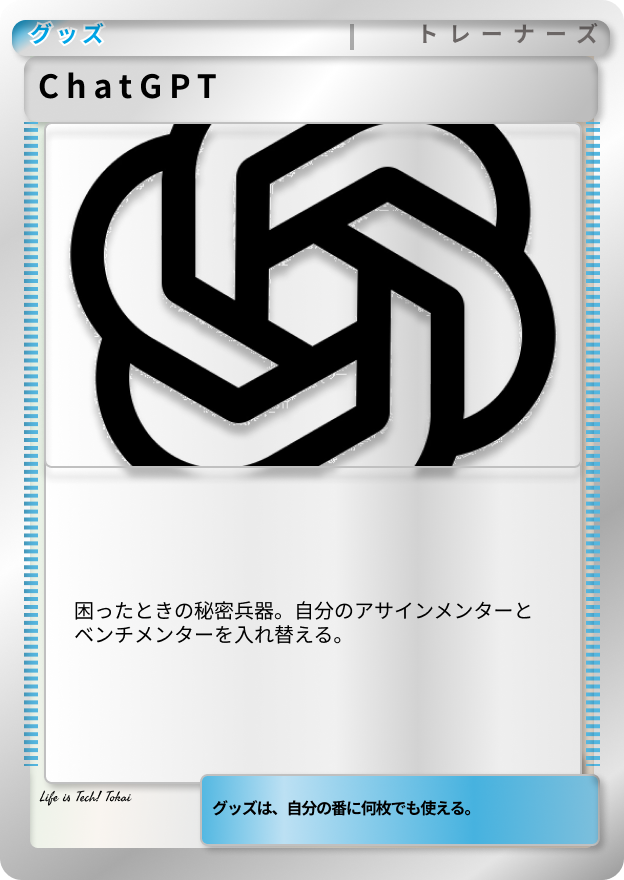 グッズ
トレーナーズ
ChatGPT
困ったときの秘密兵器。自分のアサインメンターと
ベンチメンターを入れ替える。
Life is Tech! Tokai
グッズは、自分の番に何枚でも使える。